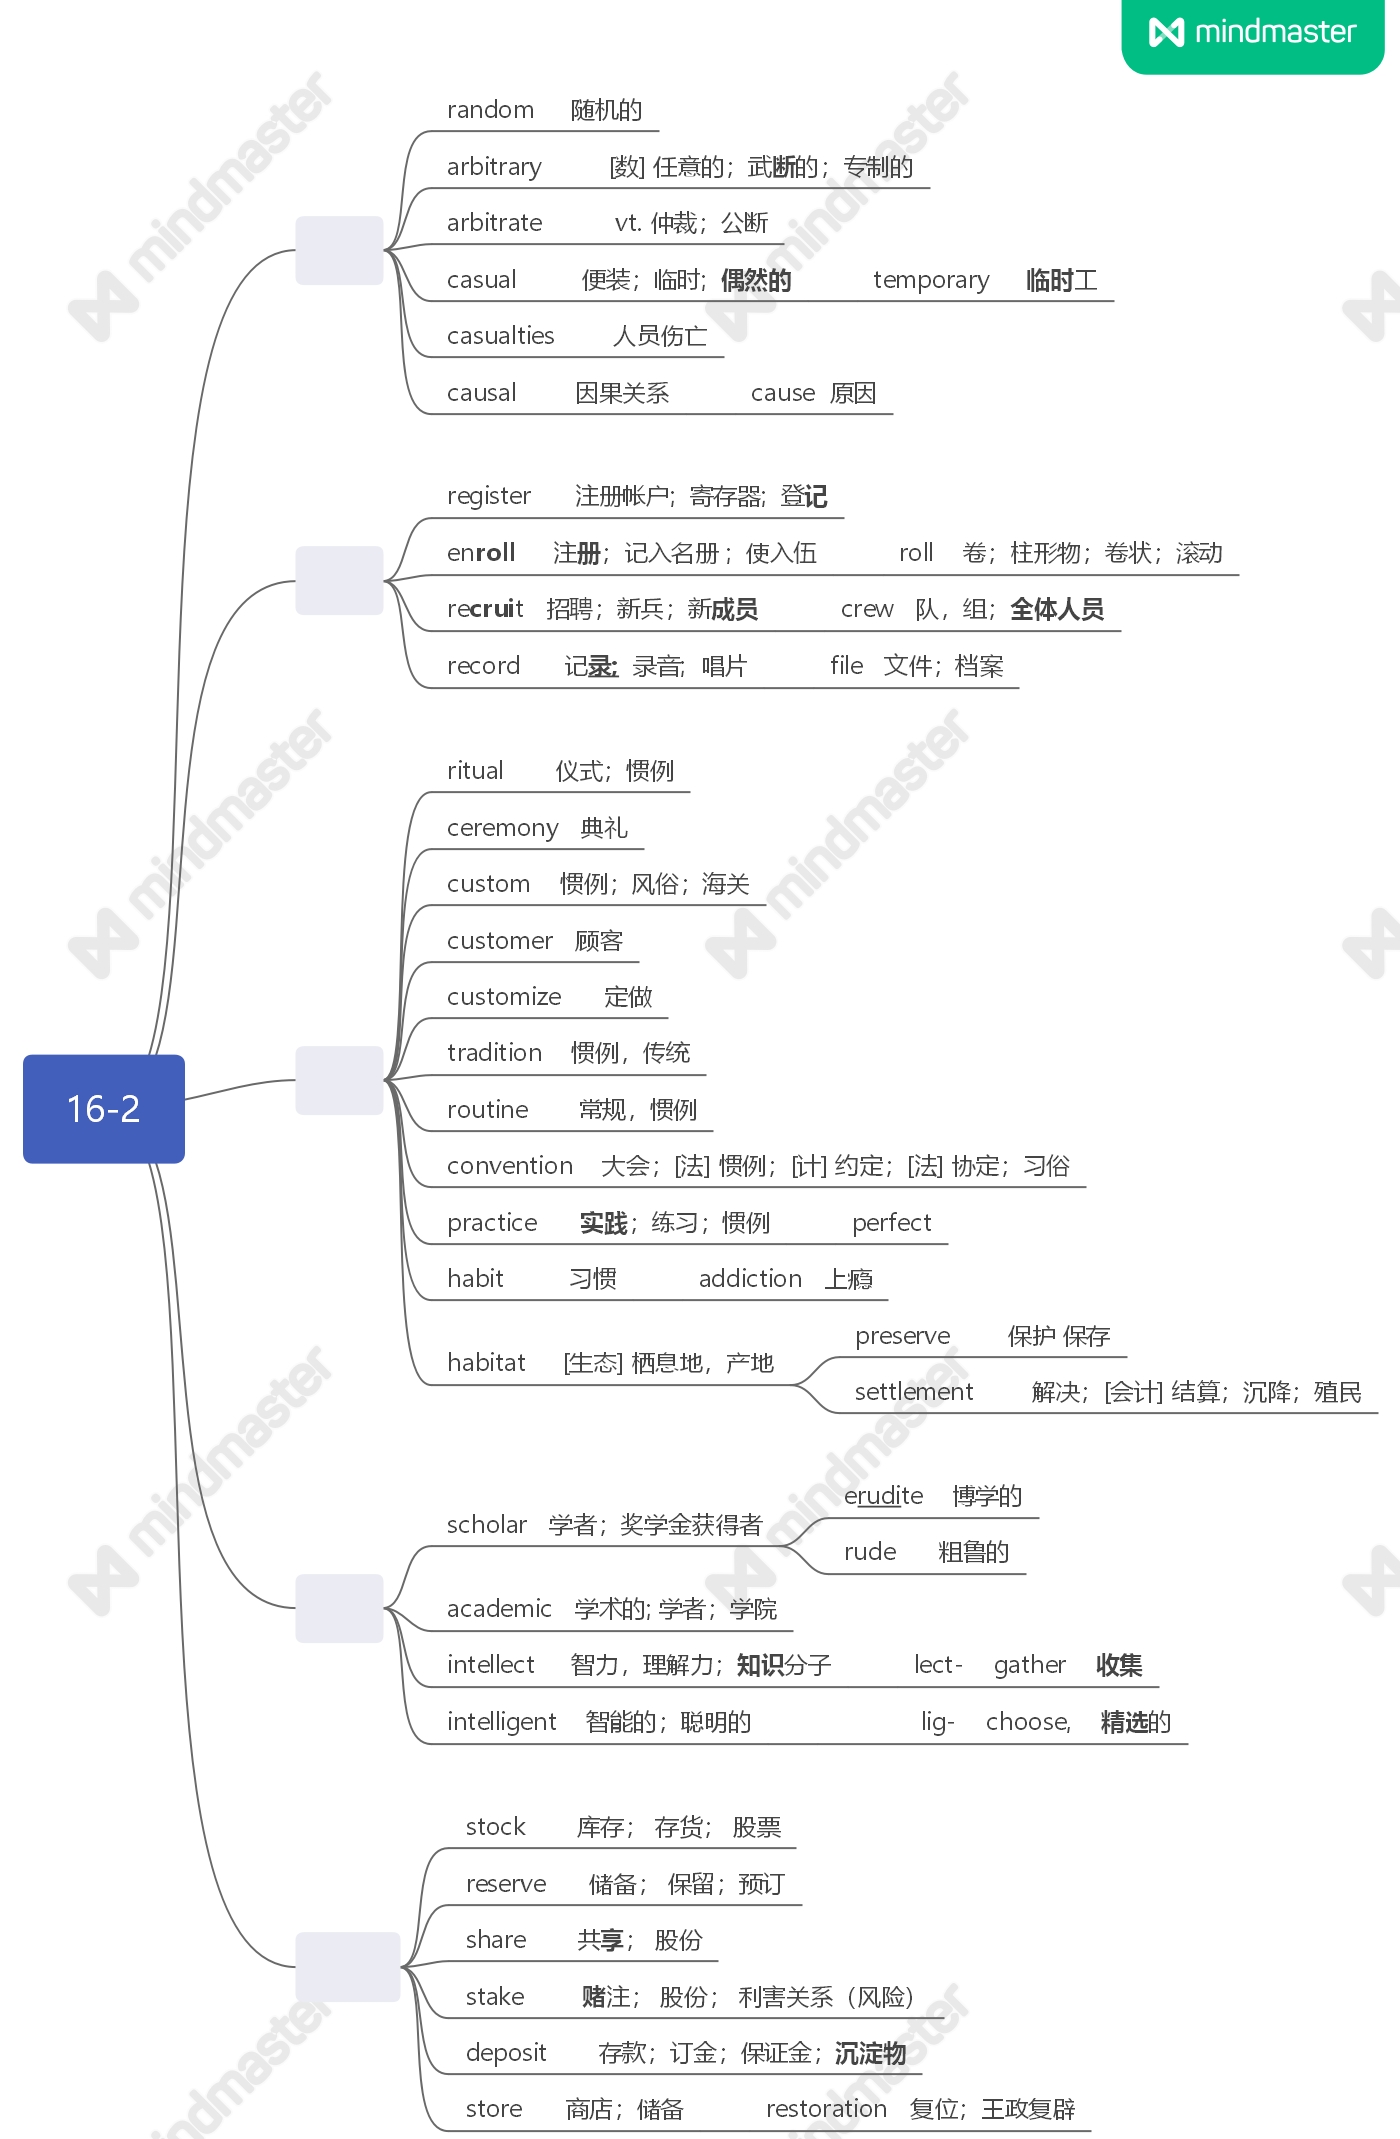 mindmaster
random 随机的
arbitrary [数] 任意的；武断的；专制的
arbitrate vt. 仲裁；公断
casual 便装；临时; 偶然的 temporary 临时工
casualties 人员伤亡
causal 因果关系 cause 原因
register 注册帐户; 寄存器; 登记
enroll 注册；记入名册；使入伍 roll 卷；柱形物；卷状；滚动
recruit 招聘；新兵；新成员 crew 队，组；全体人员
record 记录; 录音; 唱片 file 文件；档案
ritual 仪式；惯例
ceremony 典礼
custom 惯例；风俗；海关
customer 顾客
customize 定做
tradition 惯例，传统
routine 常规，惯例
convention 大会；[法] 惯例；[计] 约定；[法] 协定；习俗
practice 实践；练习；惯例 perfect
habit 习惯 addiction 上瘾
habitat [生态] 栖息地，产地
preserve 保护 保存
settlement 解决；[会计] 结算；沉降；殖民
16-2
scholar 学者；奖学金获得者
erudite 博学的
rude 粗鲁的
academic 学术的; 学者；学院
intellect 智力，理解力；知识分子 lect- gather 收集
intelligent 智能的；聪明的 lig- choose, 精选的
stock 库存； 存货； 股票
reserve 储备； 保留；预订
share 共享； 股份
stake 赌注； 股份； 利害关系（风险）
deposit 存款；订金；保证金；沉淀物
store 商店；储备 restoration 复位；王政复辟